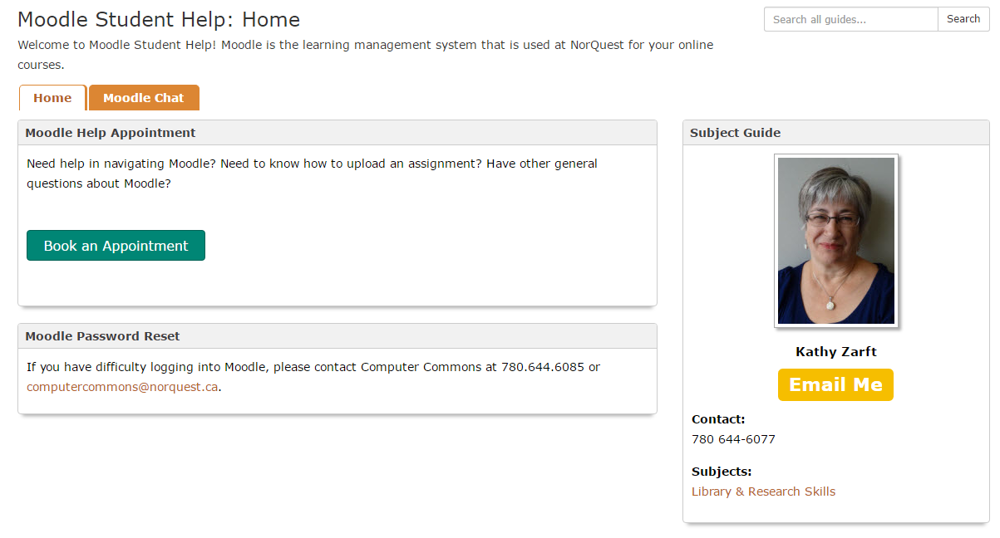 Moodle Student Help: Home
Search all guides...
Search
Welcome to Moodle Student Help! Moodle is the learning management system that is used at NorQuest for your online
courses.
Home
Moodle Chat
Moodle Help Appointment
Need help in navigating Moodle? Need to know how to upload an assignment? Have other general
questions about Moodle?
Book an Appointment
Moodle Password Reset
If you have difficulty logging into Moodle, please contact Computer Commons at 780.644.6085 or
computercommons@norquest.ca.
Subject Guide
Kathy Zarft
Email Me
Contact:
780 644-6077
Subjects:
Library & Research Skills